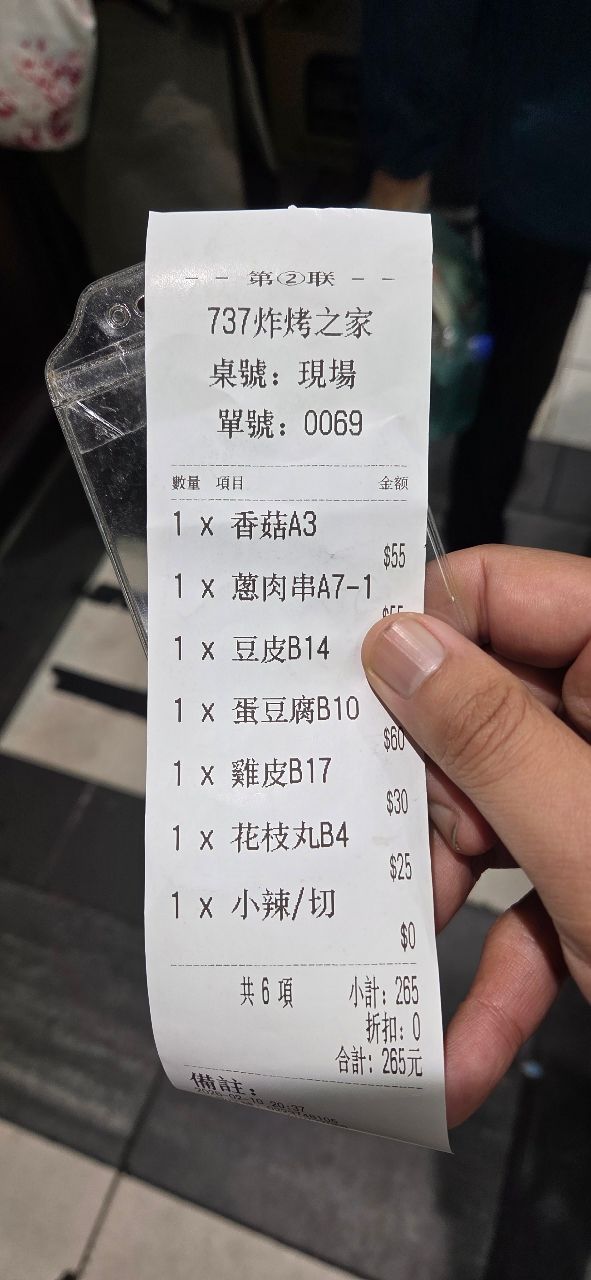 - - 第②联 - -
737炸烤之家
桌號：現場
單號：0069
數量 項目 金额
1 x 香菇A3
$55
1 x 蔥肉串A7-1
$55
1 x 豆皮B14
1 x 蛋豆腐B10
$60
1 x 雞皮B17
$30
1 x 花枝丸B4
$25
1 x 小辣/切
$0
共 6 項 小計：265
折扣：0
合計：265元
備註：
20:37